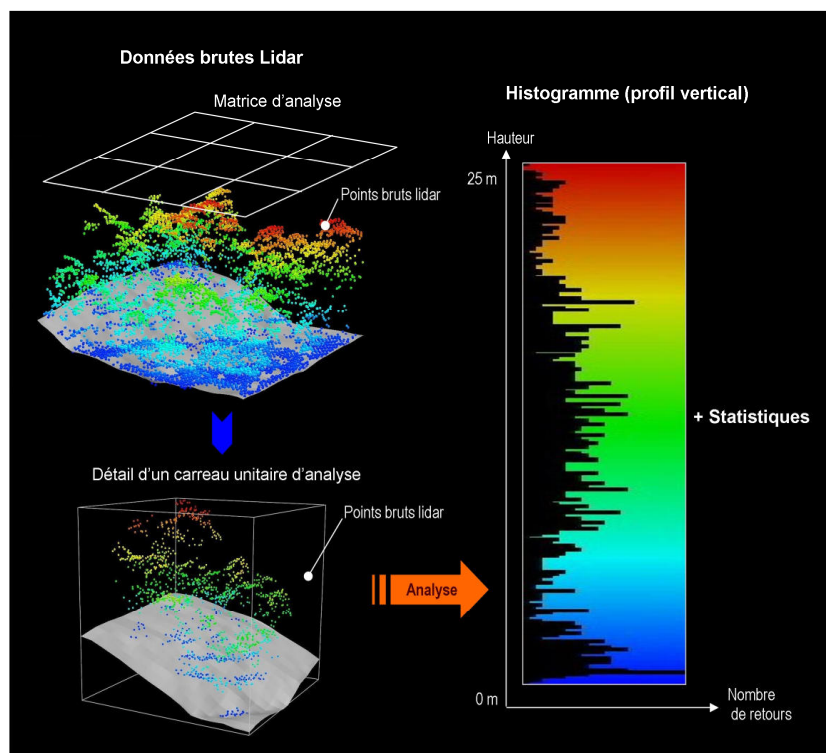 Données brutes Lidar
Matrice d'analyse
Points bruts lidar
Détail d'un carreau unitaire d'analyse
Points bruts lidar
Analyse
Histogramme (profil vertical)
Hauteur
25 m
+ Statistiques
0 m
Nombre
de retours